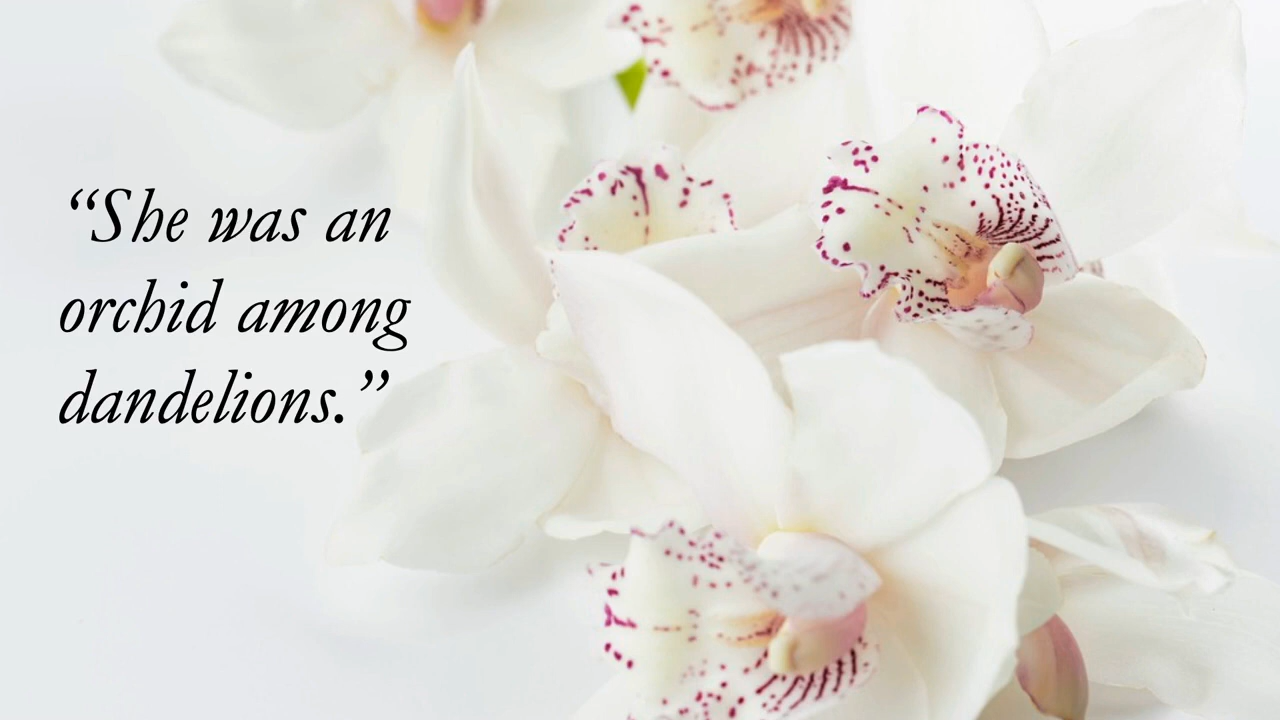 “She was an
orchid among
dandelions.”